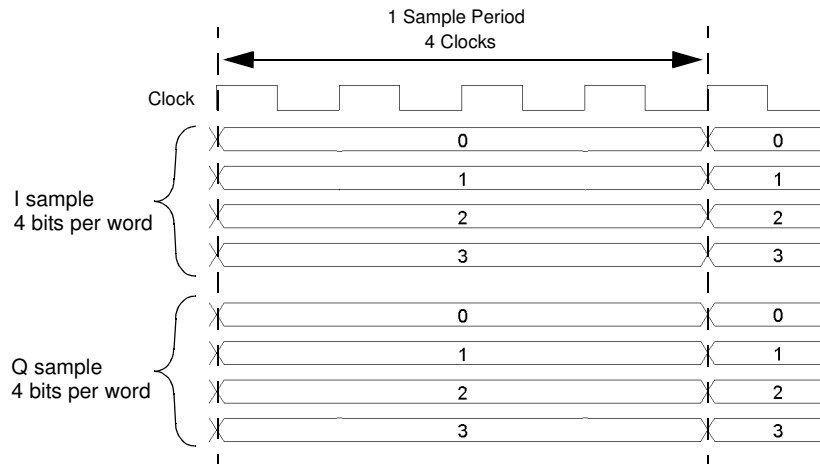 1 Sample Period
4 Clocks
Clock
0 0
I sample
4 bits per word
1 1
2 2
3 3
Q sample
4 bits per word
0 0
1 1
2 2
3 3